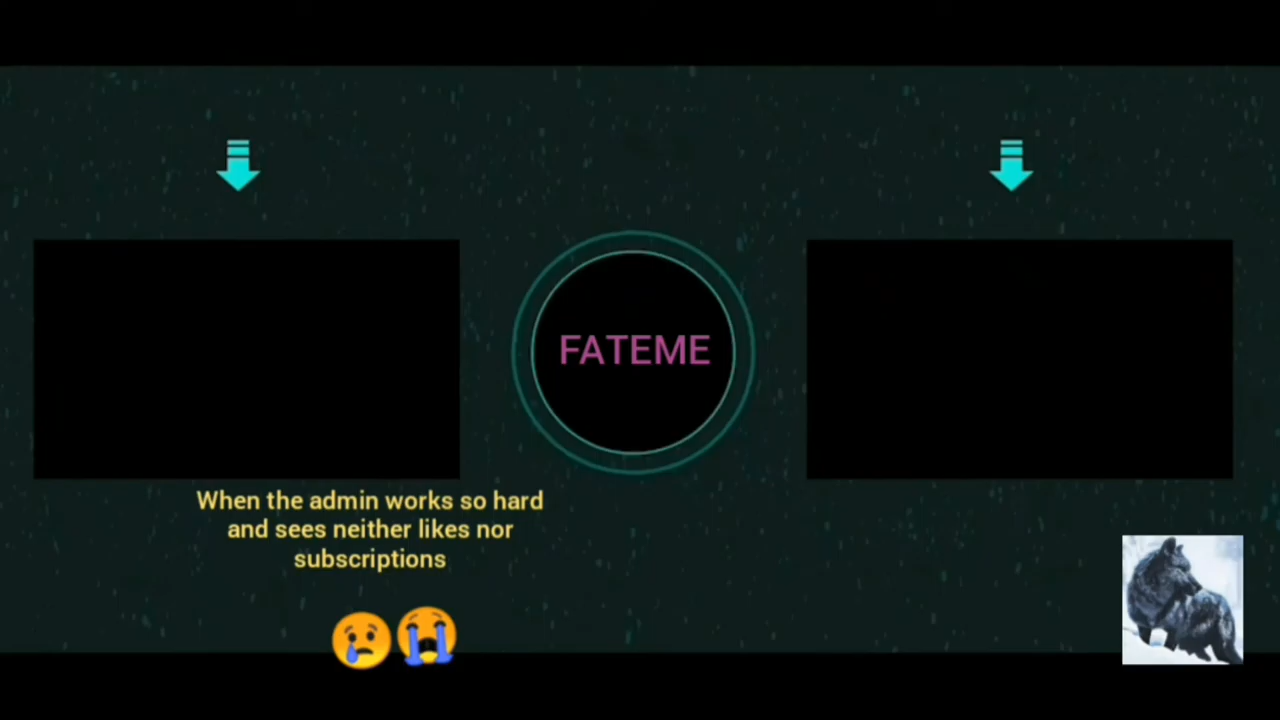 FATEME
When the admin works so hard
and sees neither likes nor
subscriptions